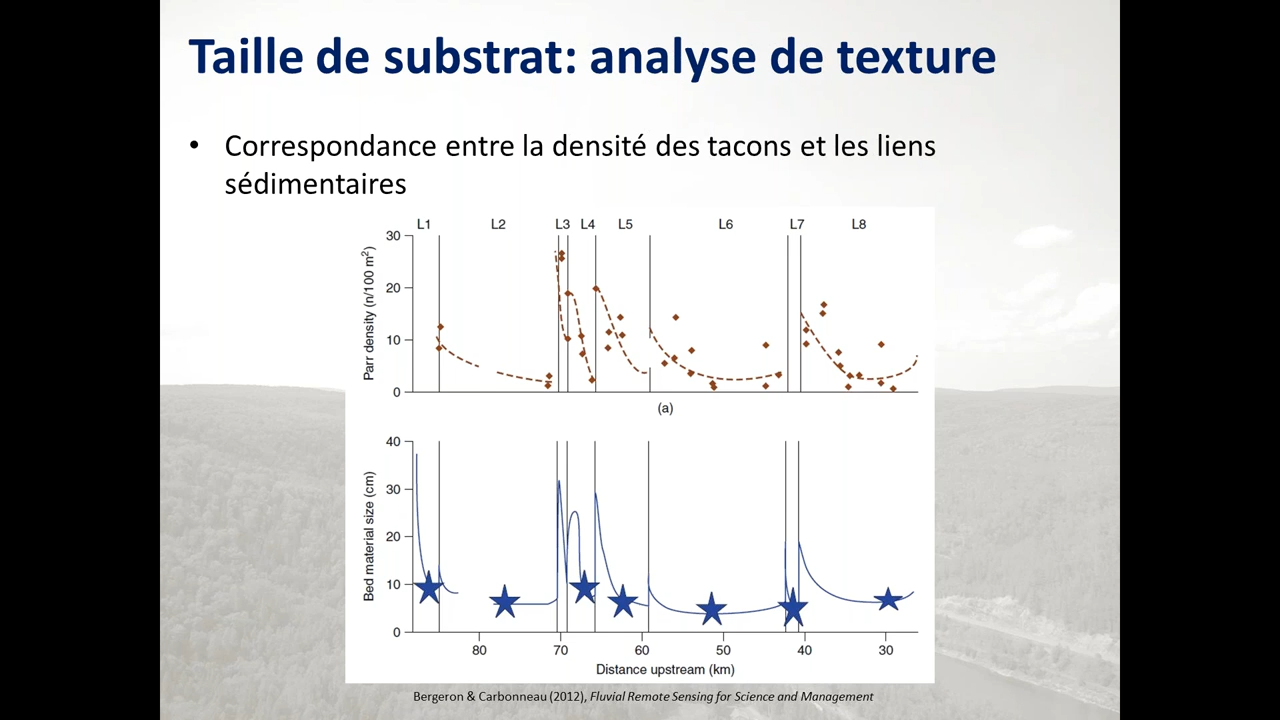 Taille de substrat: analyse de texture
• Correspondance entre la densité des tacons et les liens
sédimentaires
L1 L2 L3 L4 L5 L6 L7 L8
30
20
10
0
Parr density (n/100 m²)
(a)
40
30
20
10
0
Bed material size (cm)
80 70 60 50 40 30
Distance upstream (km)
Bergeron & Carbonneau (2012), Fluvial Remote Sensing for Science and Management